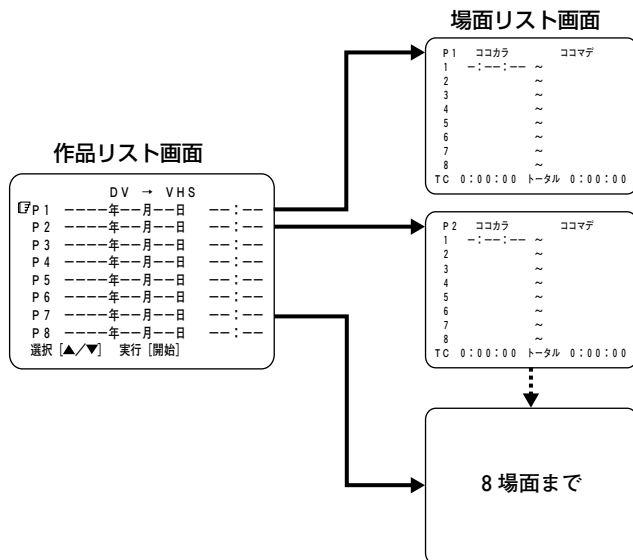 場面リスト画面
P1 ココカラ ココマデ
1 -:--:-- ~
2 ~
3 ~
4 ~
5 ~
6 ~
7 ~
8 ~
TC 0:00:00 トータル 0:00:00
作品リスト画面
DV → VHS
☞P1 ----年--月--日 --:--
P2 ----年--月--日 --:--
P3 ----年--月--日 --:--
P4 ----年--月--日 --:--
P5 ----年--月--日 --:--
P6 ----年--月--日 --:--
P7 ----年--月--日 --:--
P8 ----年--月--日 --:--
選択 [▲/▼] 実行 [開始]
P2 ココカラ ココマデ
1 -:--:-- ~
2 ~
3 ~
4 ~
5 ~
6 ~
7 ~
8 ~
TC 0:00:00 トータル 0:00:00
8場面まで